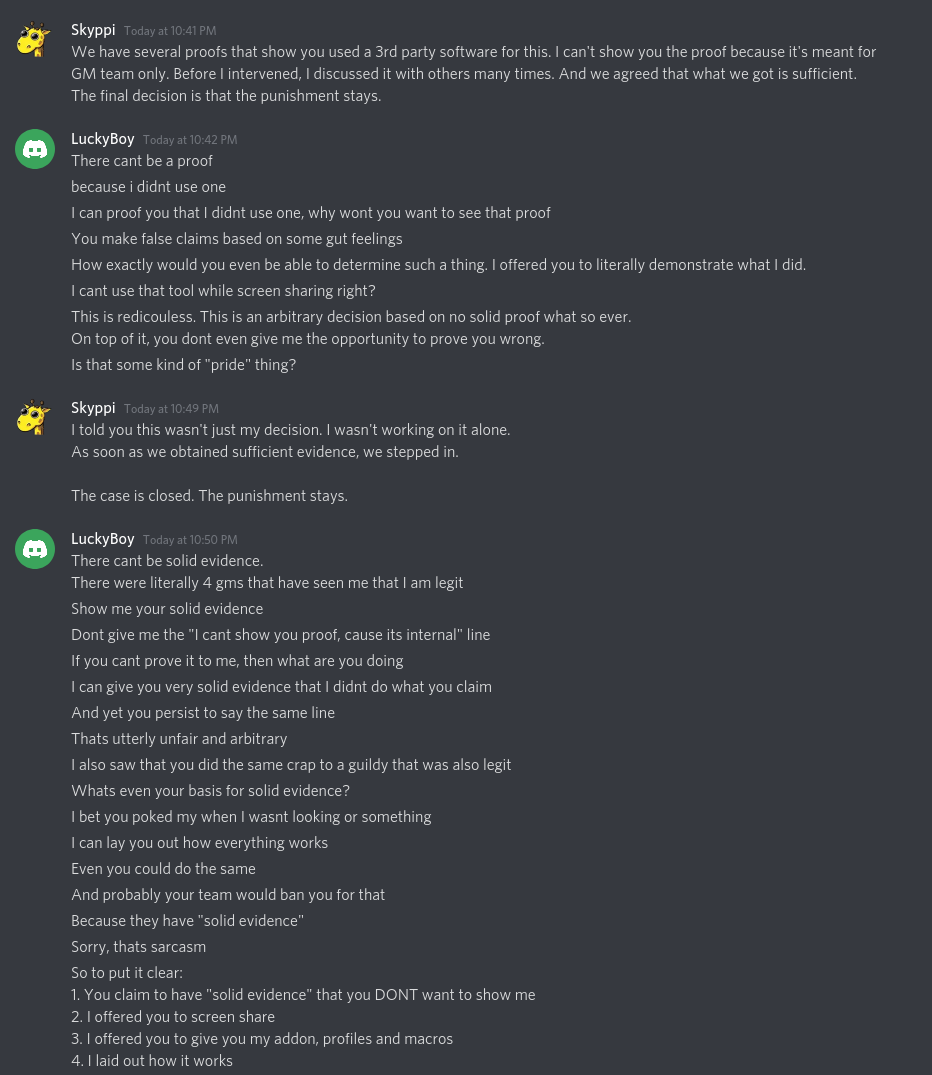 Skyppi Today at 10:41 PM
We have several proofs that show you used a 3rd party software for this. I can't show you the proof because it's meant for
GM team only. Before I intervened, I discussed it with others many times. And we agreed that what we got is sufficient.
The final decision is that the punishment stays.
LuckyBoy Today at 10:42 PM
There cant be a proof
because i didnt use one
I can proof you that I didnt use one, why wont you want to see that proof
You make false claims based on some gut feelings
How exactly would you even be able to determine such a thing. I offered you to literally demonstrate what I did.
I cant use that tool while screen sharing right?
This is redicouless. This is an arbitrary decision based on no solid proof what so ever.
On top of it, you dont even give me the opportunity to prove you wrong.
Is that some kind of "pride" thing?
Skyppi Today at 10:49 PM
I told you this wasn't just my decision. I wasn't working on it alone.
As soon as we obtained sufficient evidence, we stepped in.
The case is closed. The punishment stays.
LuckyBoy Today at 10:50 PM
There cant be solid evidence.
There were literally 4 gms that have seen me that I am legit
Show me your solid evidence
Dont give me the "I cant show you proof, cause its internal" line
If you cant prove it to me, then what are you doing
I can give you very solid evidence that I didnt do what you claim
And yet you persist to say the same line
Thats utterly unfair and arbitrary
I also saw that you did the same crap to a guildy that was also legit
Whats even your basis for solid evidence?
I bet you poked my when I wasnt looking or something
I can lay you out how everything works
Even you could do the same
And probably your team would ban you for that
Because they have "solid evidence"
Sorry, thats sarcasm
So to put it clear:
1. You claim to have "solid evidence" that you DONT want to show me
2. I offered you to screen share
3. I offered to give you my addon, profiles and macros
4. I laid out how it works